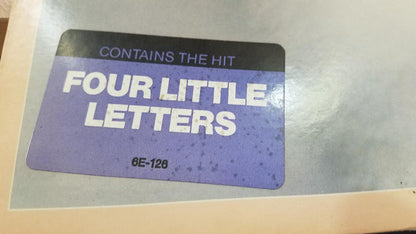 CONTAINS THE HIT
FOUR LITTLE
LETTERS
6E-126